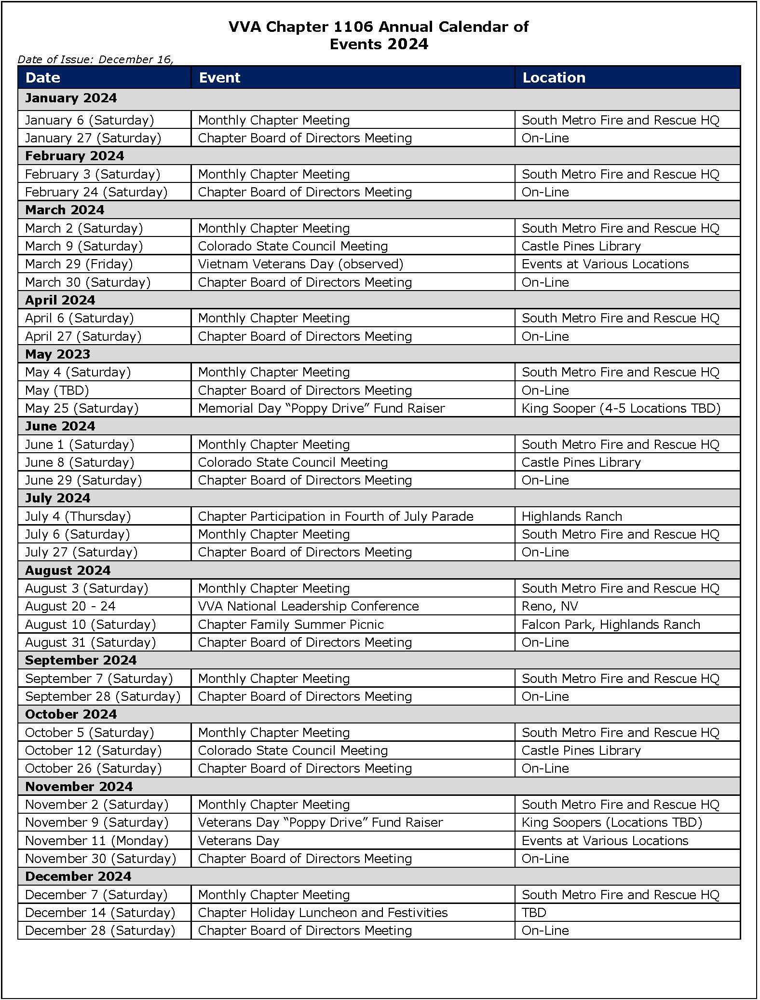 VVA Chapter 1106 Annual Calendar of
Events 2024
Date of Issue: December 16,
Date Event Location
January 2024
January 6 (Saturday) Monthly Chapter Meeting South Metro Fire and Rescue HQ
January 27 (Saturday) Chapter Board of Directors Meeting On-Line
February 2024
February 3 (Saturday) Monthly Chapter Meeting South Metro Fire and Rescue HQ
February 24 (Saturday) Chapter Board of Directors Meeting On-Line
March 2024
March 2 (Saturday) Monthly Chapter Meeting South Metro Fire and Rescue HQ
March 9 (Saturday) Colorado State Council Meeting Castle Pines Library
March 29 (Friday) Vietnam Veterans Day (observed) Events at Various Locations
March 30 (Saturday) Chapter Board of Directors Meeting On-Line
April 2024
April 6 (Saturday) Monthly Chapter Meeting South Metro Fire and Rescue HQ
April 27 (Saturday) Chapter Board of Directors Meeting On-Line
May 2023
May 4 (Saturday) Monthly Chapter Meeting South Metro Fire and Rescue HQ
May (TBD) Chapter Board of Directors Meeting On-Line
May 25 (Saturday) Memorial Day “Poppy Drive” Fund Raiser King Sooper (4-5 Locations TBD)
June 2024
June 1 (Saturday) Monthly Chapter Meeting South Metro Fire and Rescue HQ
June 8 (Saturday) Colorado State Council Meeting Castle Pines Library
June 29 (Saturday) Chapter Board of Directors Meeting On-Line
July 2024
July 4 (Thursday) Chapter Participation in Fourth of July Parade Highlands Ranch
July 6 (Saturday) Monthly Chapter Meeting South Metro Fire and Rescue HQ
July 27 (Saturday) Chapter Board of Directors Meeting On-Line
August 2024
August 3 (Saturday) Monthly Chapter Meeting South Metro Fire and Rescue HQ
August 20 - 24 VVA National Leadership Conference Reno, NV
August 10 (Saturday) Chapter Family Summer Picnic Falcon Park, Highlands Ranch
August 31 (Saturday) Chapter Board of Directors Meeting On-Line
September 2024
September 7 (Saturday) Monthly Chapter Meeting South Metro Fire and Rescue HQ
September 28 (Saturday) Chapter Board of Directors Meeting On-Line
October 2024
October 5 (Saturday) Monthly Chapter Meeting South Metro Fire and Rescue HQ
October 12 (Saturday) Colorado State Council Meeting Castle Pines Library
October 26 (Saturday) Chapter Board of Directors Meeting On-Line
November 2024
November 2 (Saturday) Monthly Chapter Meeting South Metro Fire and Rescue HQ
November 9 (Saturday) Veterans Day “Poppy Drive” Fund Raiser King Soopers (Locations TBD)
November 11 (Monday) Veterans Day Events at Various Locations
November 30 (Saturday) Chapter Board of Directors Meeting On-Line
December 2024
December 7 (Saturday) Monthly Chapter Meeting South Metro Fire and Rescue HQ
December 14 (Saturday) Chapter Holiday Luncheon and Festivities TBD
December 28 (Saturday) Chapter Board of Directors Meeting On-Line